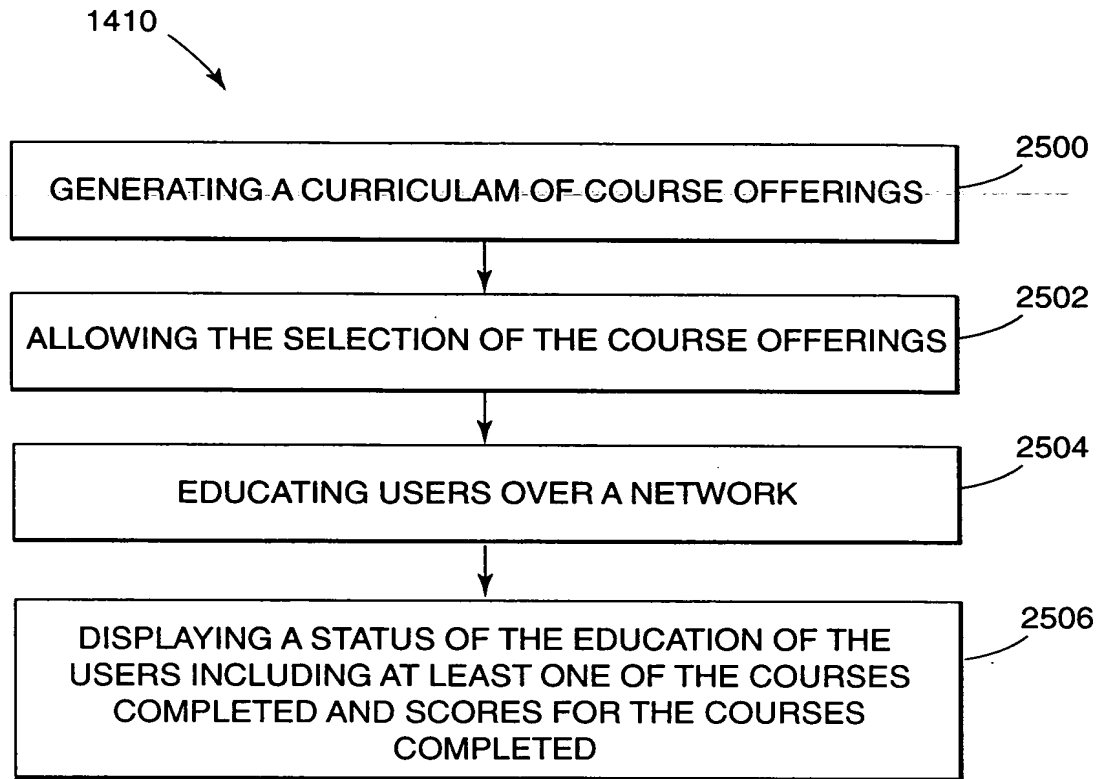 1410
2500
GENERATING A CURRICULAM OF COURSE OFFERINGS
2502
ALLOWING THE SELECTION OF THE COURSE OFFERINGS
2504
EDUCATING USERS OVER A NETWORK
2506
DISPLAYING A STATUS OF THE EDUCATION OF THE
USERS INCLUDING AT LEAST ONE OF THE COURSES
COMPLETED AND SCORES FOR THE COURSES
COMPLETED